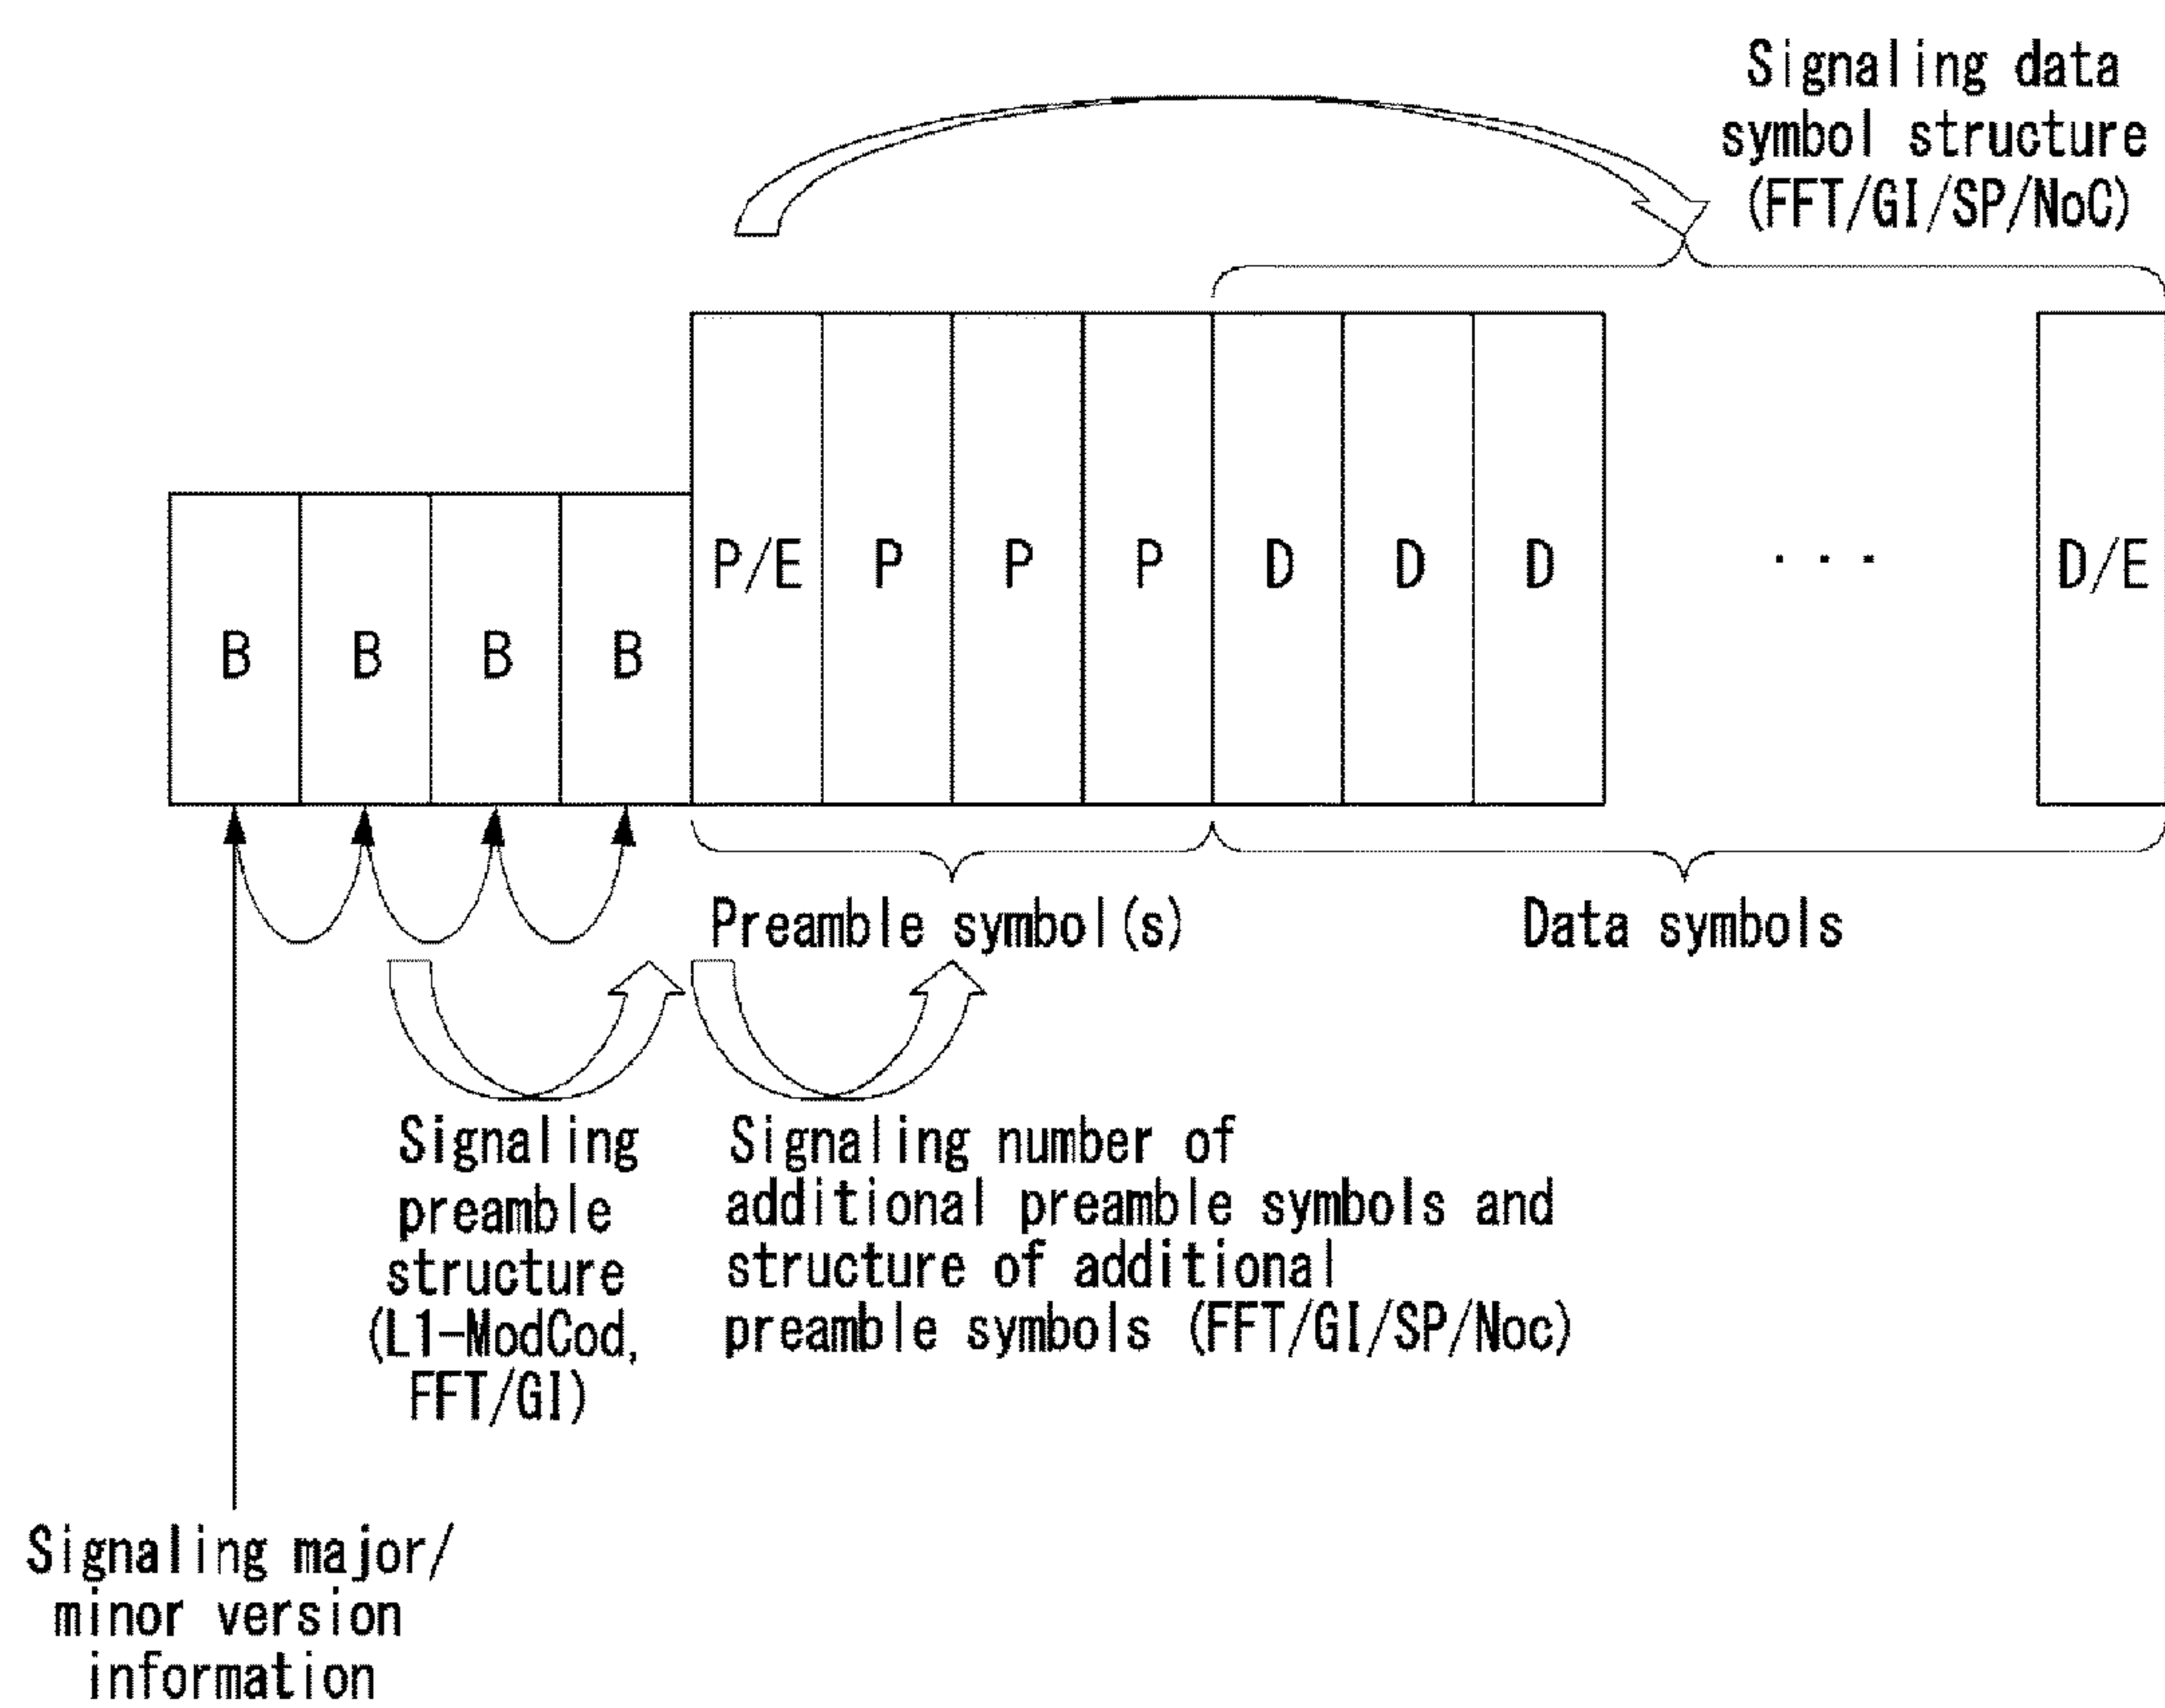 Signaling data
symbol structure
(FFT/GI/SP/NoC)
P/E P P P D D D ... D/E
B B B B
Preamble symbol(s) Data symbols
Signaling
preamble
structure
(L1-ModCod,
FFT/GI)
Signaling number of
additional preamble symbols and
structure of additional
preamble symbols (FFT/GI/SP/Noc)
Signaling major/
minor version
information